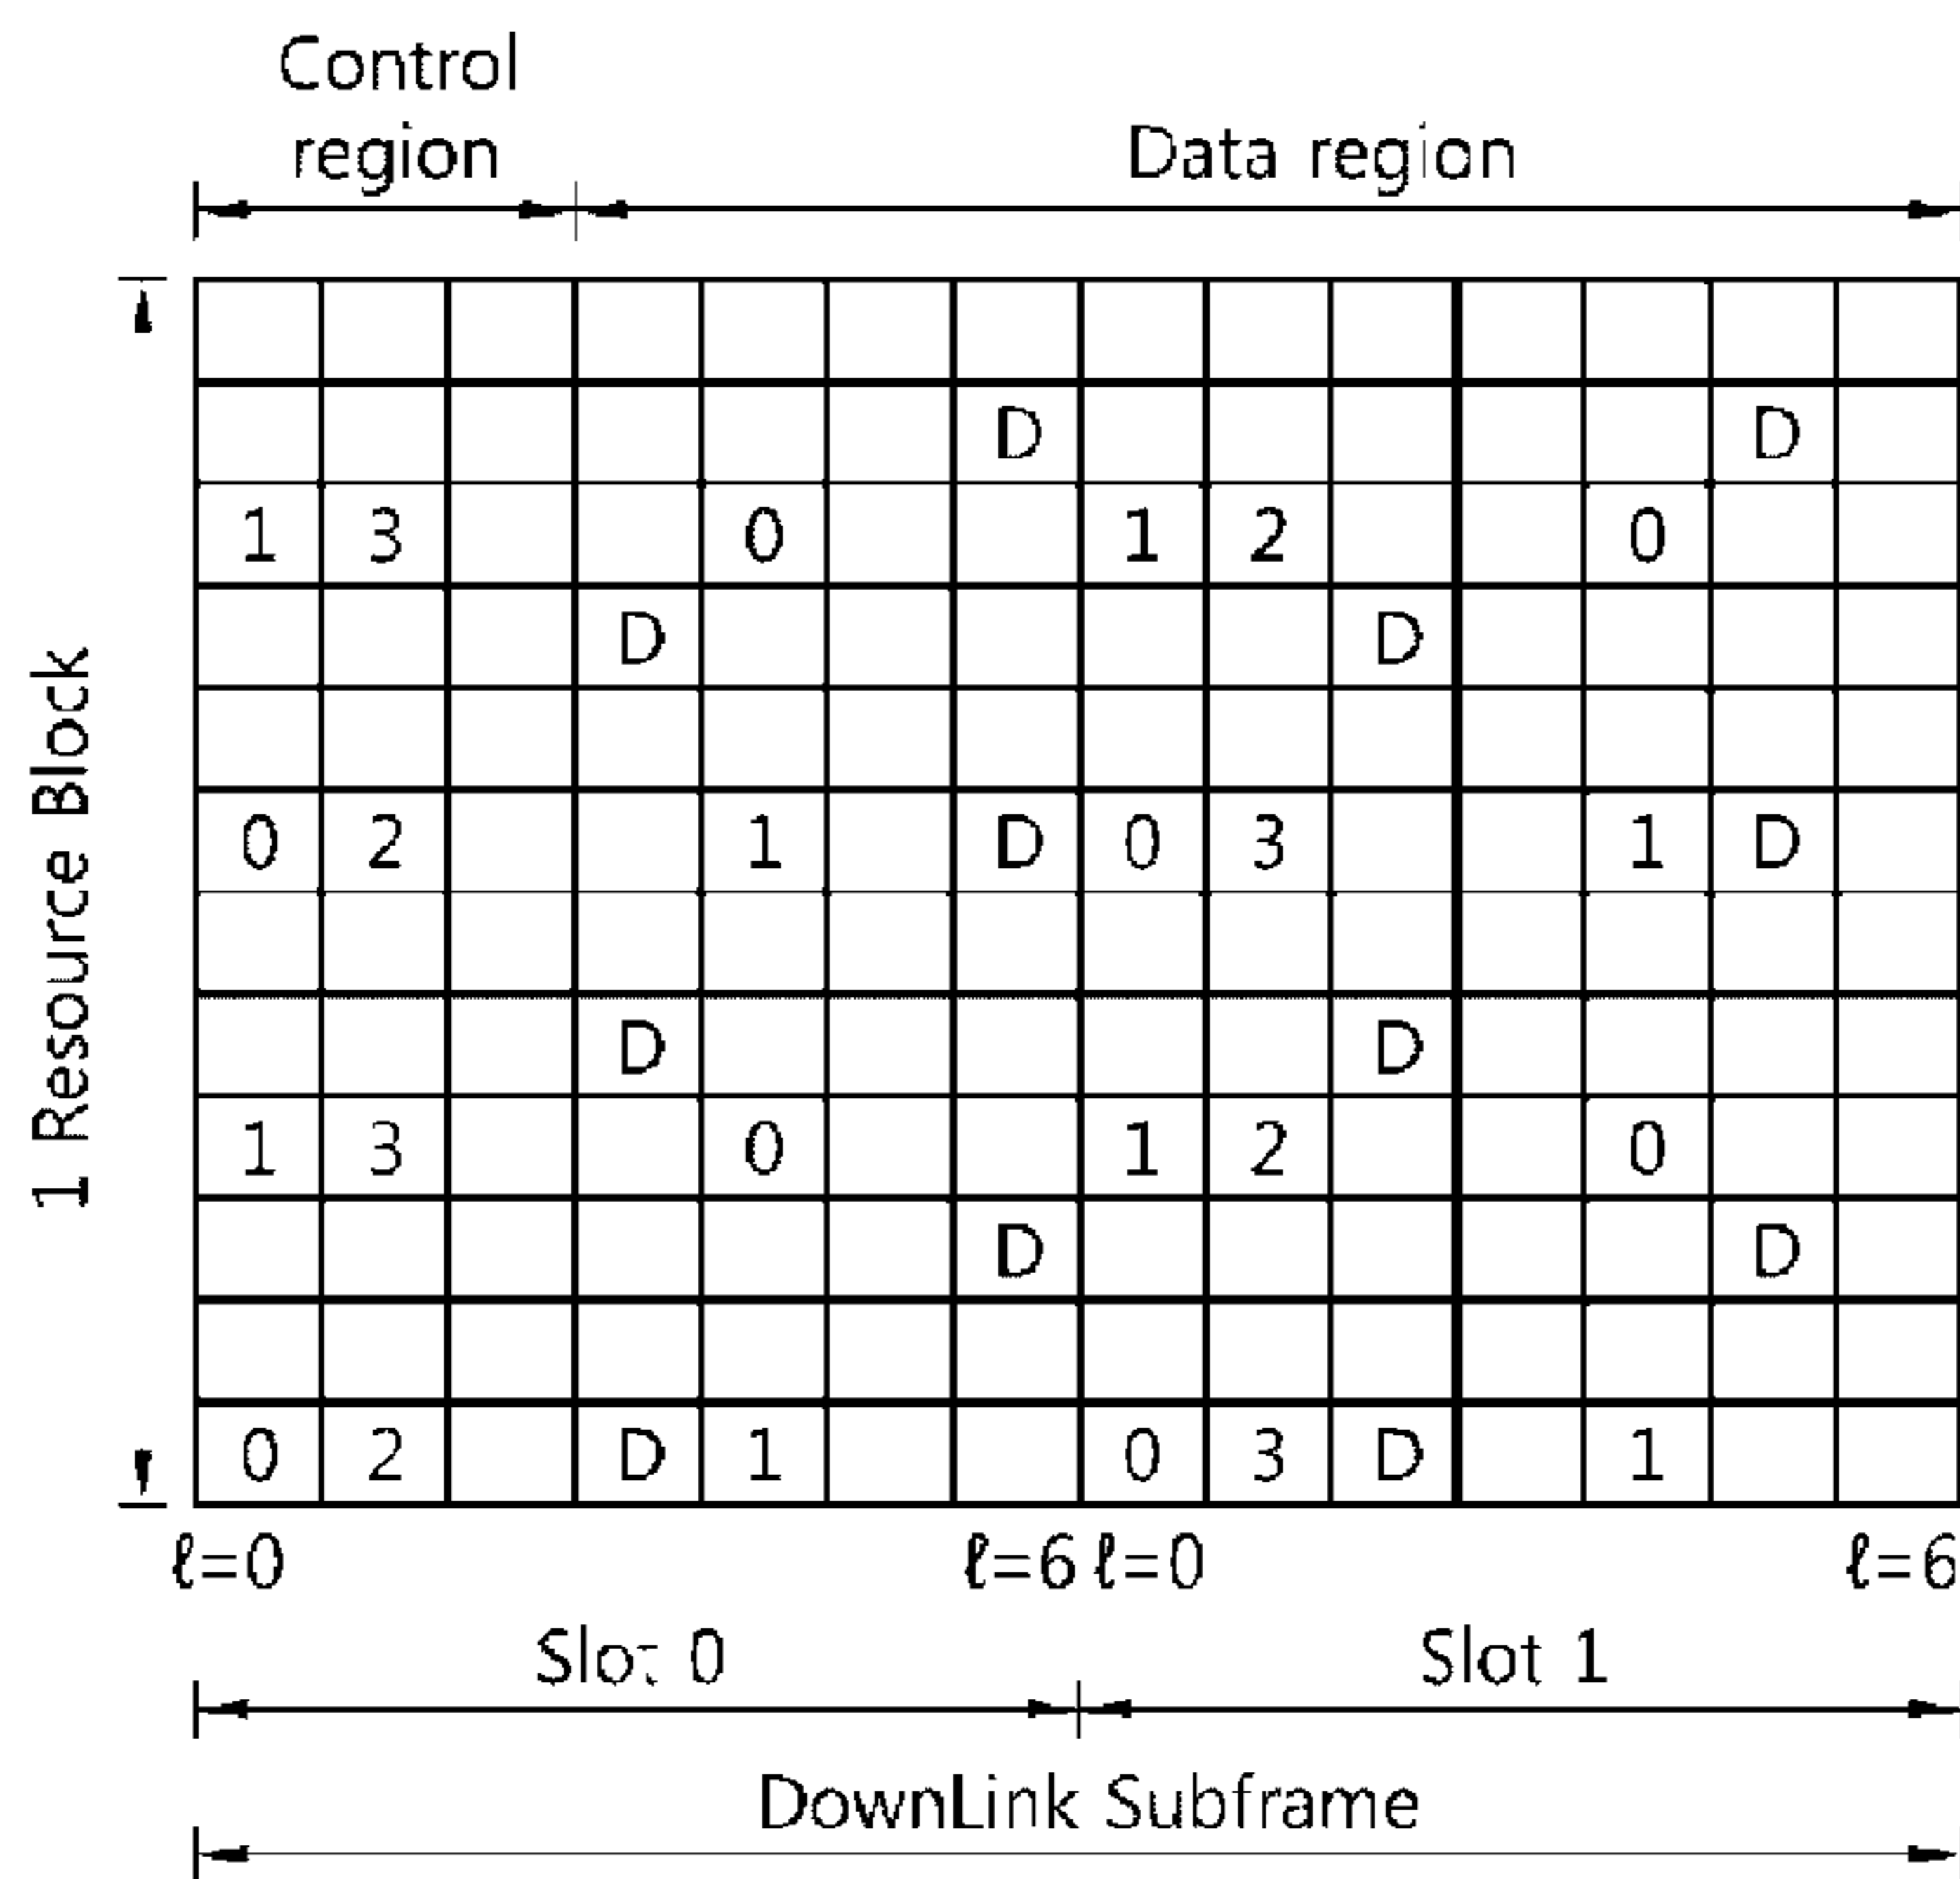 Control
region
Data region
1 Resource Block
D D
1 3 0 1 2 0
D D
0 2 1 D 0 3 1 D
D D
1 3 0 1 2 0
D D
0 2 D 1 0 3 D 1
ℓ=0 ℓ=6 ℓ=0 ℓ=6
Slot 0 Slot 1
DownLink Subframe